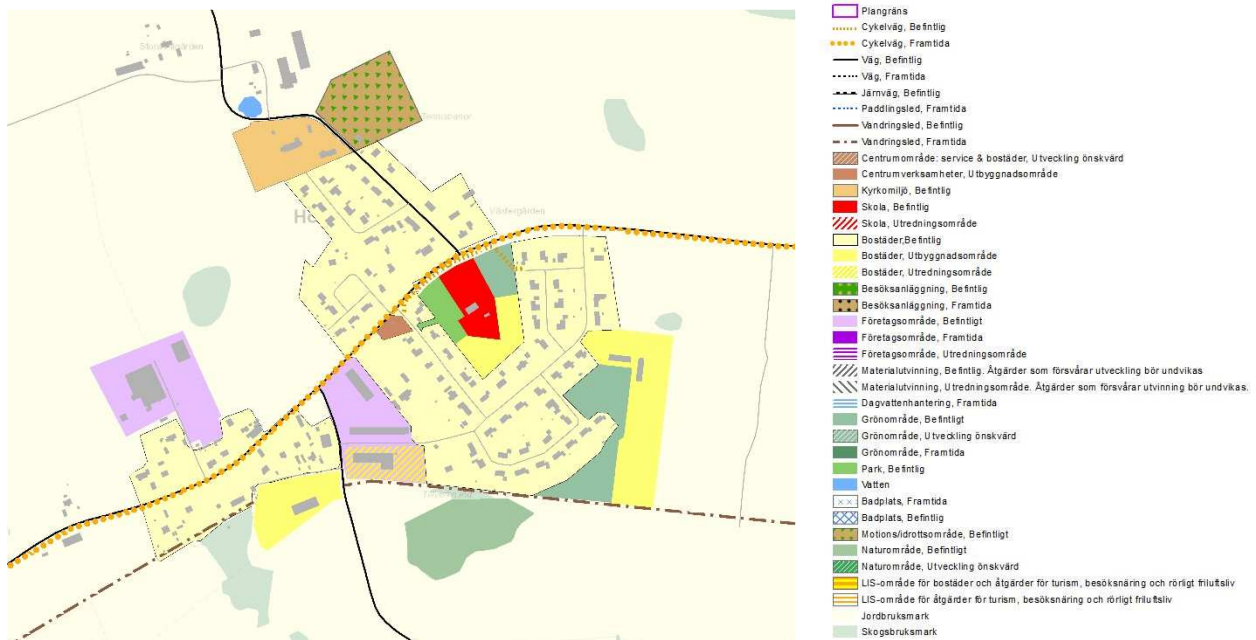 Västergården
Plangräns
Cykelväg, Befintlig
Cykelväg, Framtida
Väg, Befintlig
Väg, Framtida
Järnväg, Befintlig
Paddlingsled, Framtida
Vandringsled, Befintlig
Vandringsled, Framtida
Centrumområde: service & bostäder, Utveckling önskvärd
Centrumverksamheter, Utbyggnadsområde
Kyrkomiljö, Befintlig
Skola, Befintlig
Skola, Utredningsområde
Bostäder,Befintlig
Bostäder, Utbyggnadsområde
Bostäder, Utredningsområde
Besöksanläggning, Befintlig
Besöksanläggning, Framtida
Företagsområde, Befintligt
Företagsområde, Framtida
Företagsområde, Utredningsområde
Materialutvinning, Befintlig. Åtgärder som försvårar utveckling bör undvikas
Materialutvinning, Utredningsområde. Åtgärder som försvårar utvinning bör undvikas.
Dagvattenhantering, Framtida
Grönområde, Befintligt
Grönområde, Utveckling önskvärd
Grönområde, Framtida
Park, Befintlig
Vatten
Badplats, Framtida
Badplats, Befintlig
Motions/idrottsområde, Befintligt
Naturområde, Befintligt
Naturområde, Utveckling önskvärd
LIS-område för bostäder och åtgärder för turism, besöksnäring och rörligt friluftsliv
LIS-område för åtgärder för turism, besöksnäring och rörligt friluftsliv
Jordbruksmark
Skogsbruksmark